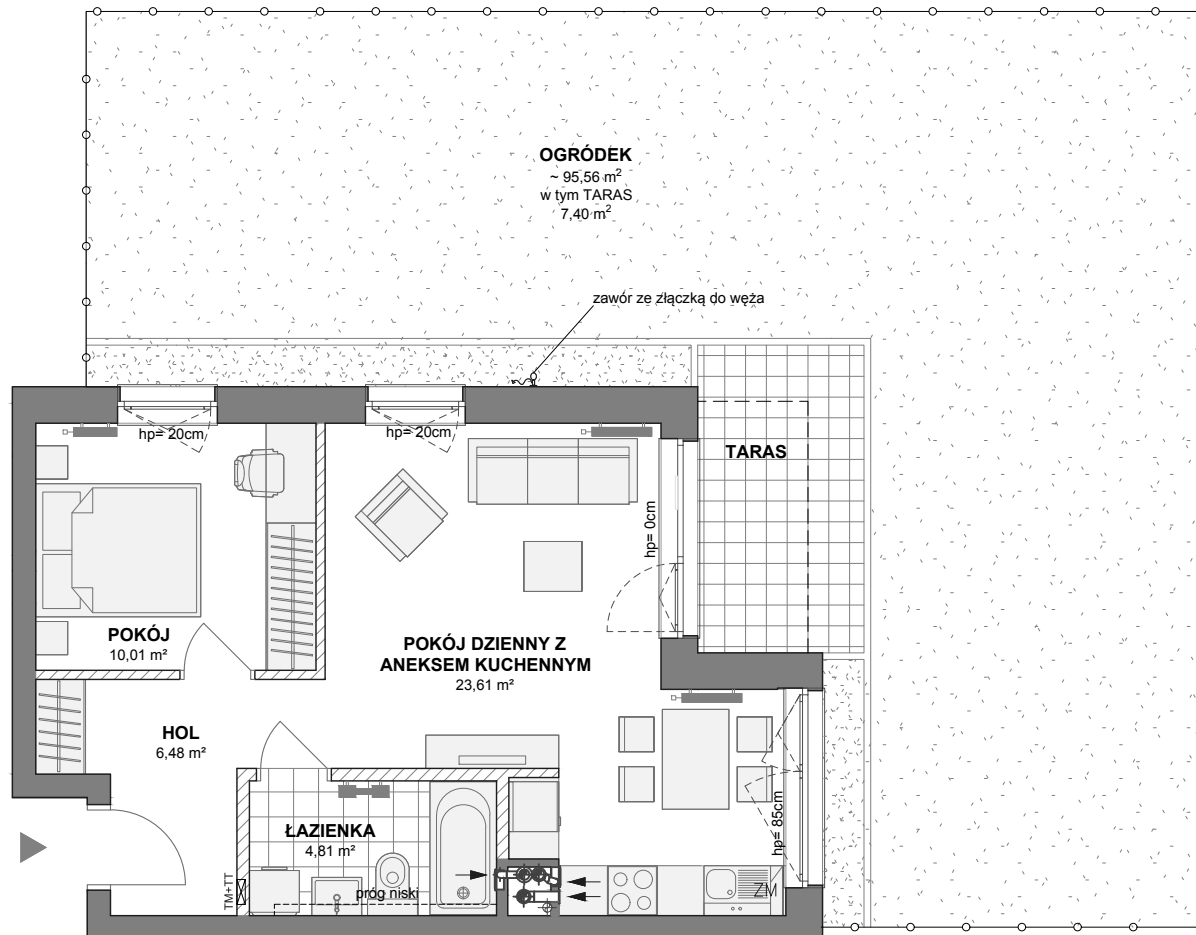 OGRÓDEK
~ 95,56 m²
w tym TARAS
7,40 m²
zawór ze złączką do węża
hp= 20cm
hp= 20cm
TARAS
hp= 0cm
POKÓJ
10,01 m²
POKÓJ DZIENNY Z
ANEKSEM KUCHENNYM
23,61 m²
HOL
6,48 m²
ŁAZIENKA
4,81 m²
hp= 85cm
TM+TT
próg niski
ZM